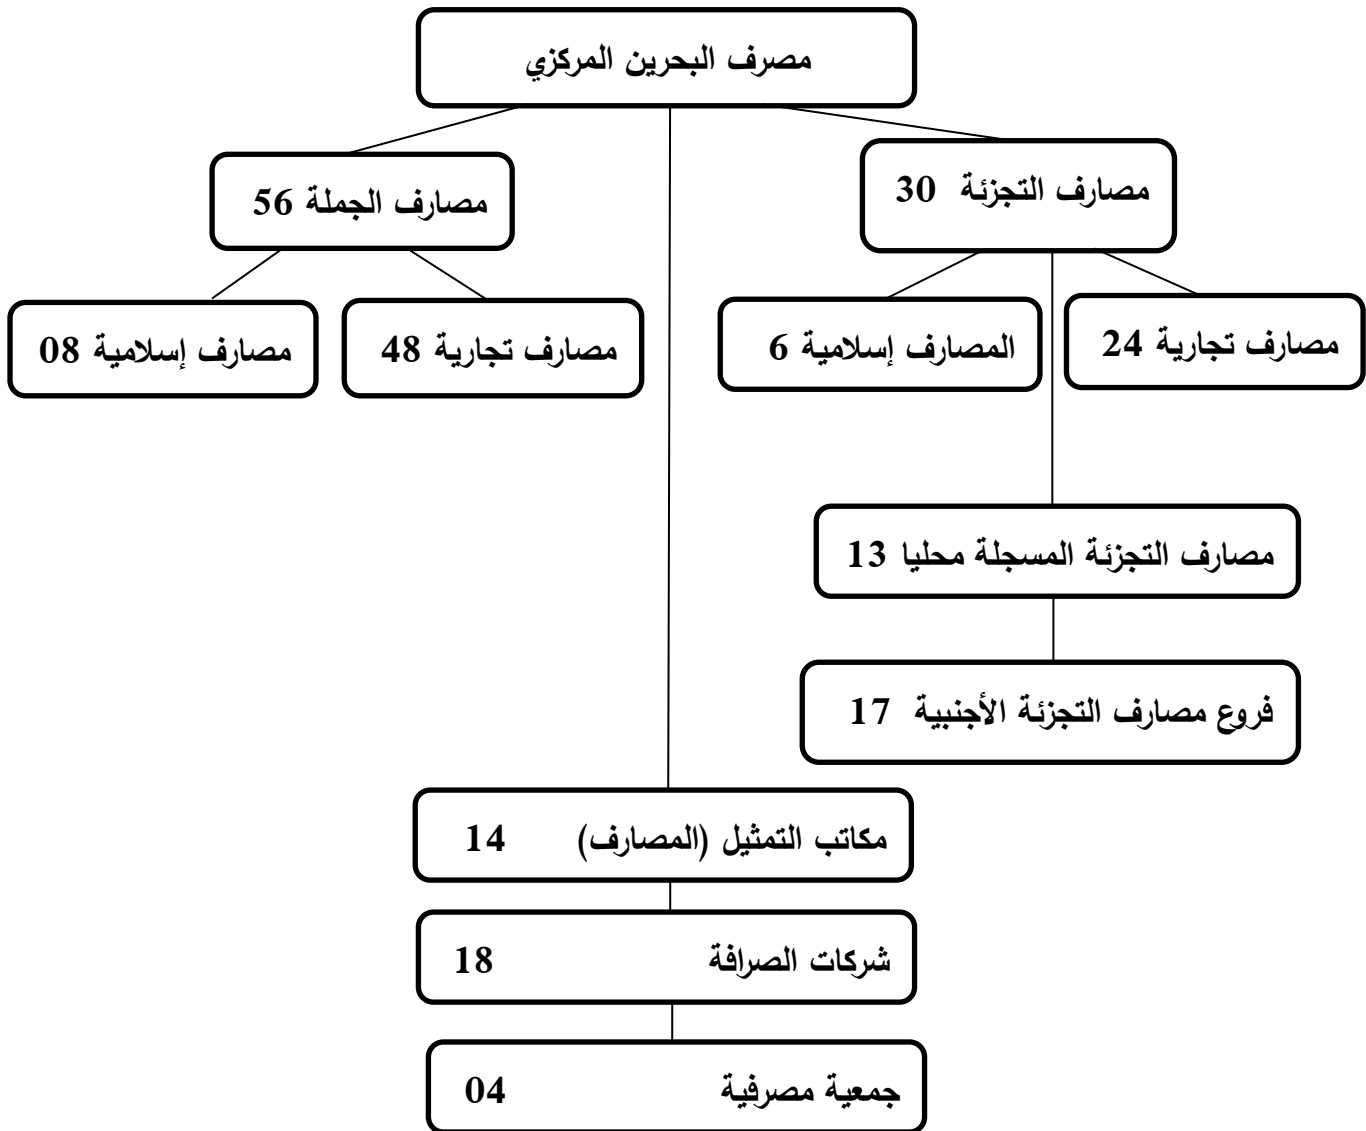 مصرف البحرين المركزي
مصارف التجزئة 30
مصارف الجملة 56
مصارف تجارية 24
المصارف إسلامية 6
مصارف تجارية 48
مصارف إسلامية 08
مصارف التجزئة المسجلة محليا 13
فروع مصارف التجزئة الأجنبية 17
مكاتب التمثيل (المصارف) 14
شركات الصرافة 18
جمعية مصرفية 04